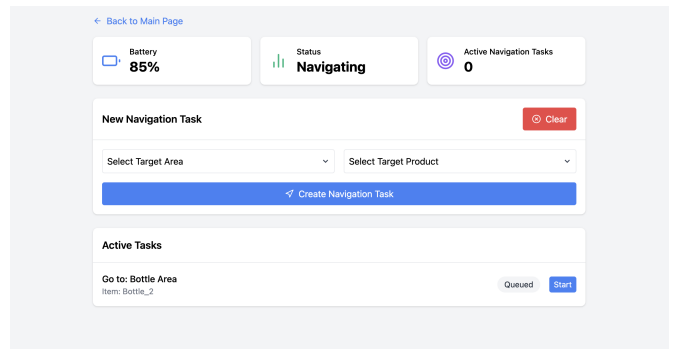 Back to Main Page
Battery
85%
Status
Navigating
Active Navigation Tasks
0
New Navigation Task
Clear
Select Target Area
Select Target Product
Create Navigation Task
Active Tasks
Go to: Bottle Area
Item: Bottle_2
Queued
Start